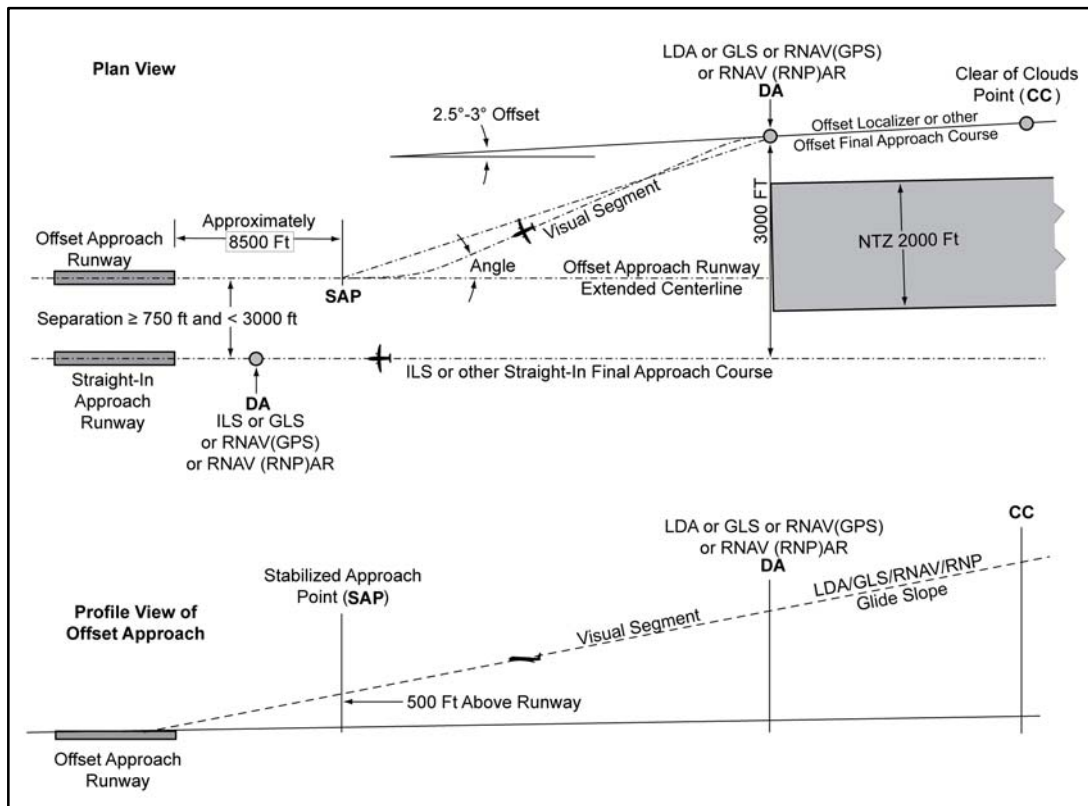 Plan View
LDA or GLS or RNAV(GPS)
or RNAV (RNP)AR
DA
Clear of Clouds
Point (CC)
2.5°-3° Offset
Offset Localizer or other
Offset Final Approach Course
Approximately
8500 Ft
Offset Approach
Runway
Visual Segment
3000 FT
NTZ 2000 Ft
Angle
SAP
Offset Approach Runway
Extended Centerline
Separation ≥ 750 ft and < 3000 ft
Straight-In
Approach
Runway
DA
ILS or GLS
or RNAV(GPS)
or RNAV (RNP)AR
ILS or other Straight-In Final Approach Course
Profile View of
Offset Approach
Stabilized Approach
Point (SAP)
LDA or GLS or RNAV(GPS)
or RNAV (RNP)AR
DA
CC
LDA/GLS/RNAV/RNP
Glide Slope
Visual Segment
500 Ft Above Runway
Offset Approach
Runway